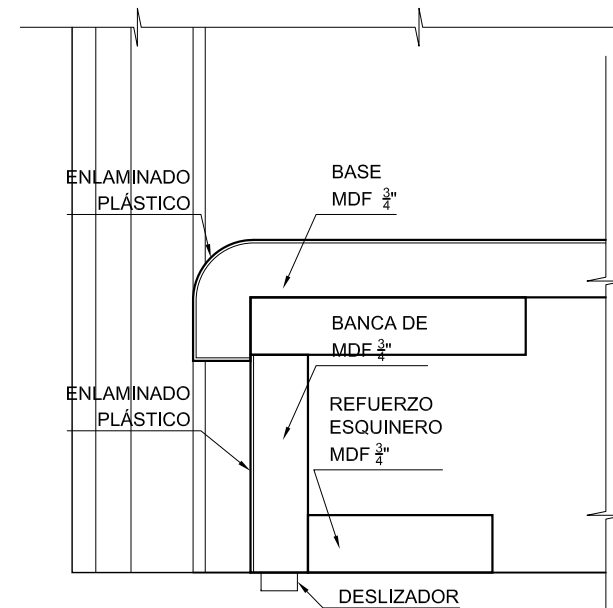 ENLAMINADO
PLÁSTICO
BASE
MDF 3/4"
BANCA DE
MDF 3/4"
ENLAMINADO
PLÁSTICO
REFUERZO
ESQUINERO
MDF 3/4"
DESLIZADOR